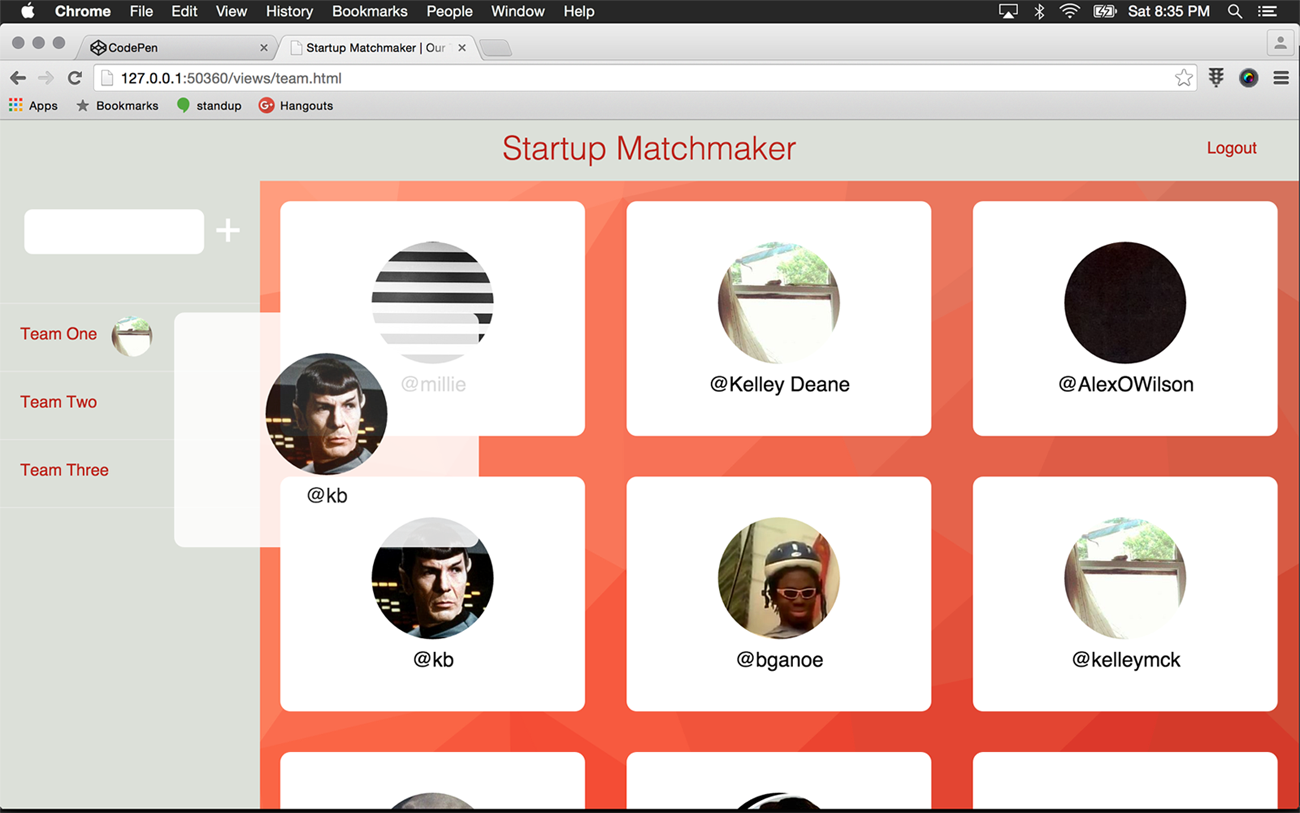 Chrome File Edit View History Bookmarks People Window Help Sat 8:35 PM
CodePen Startup Matchmaker | Our
127.0.0.1:50360/views/team.html
Apps Bookmarks standup G+ Hangouts
Startup Matchmaker Logout
Team One
Team Two
Team Three
@millie @Kelley Deane @AlexOWilson
@kb
@kb @bganoe @kelleymck